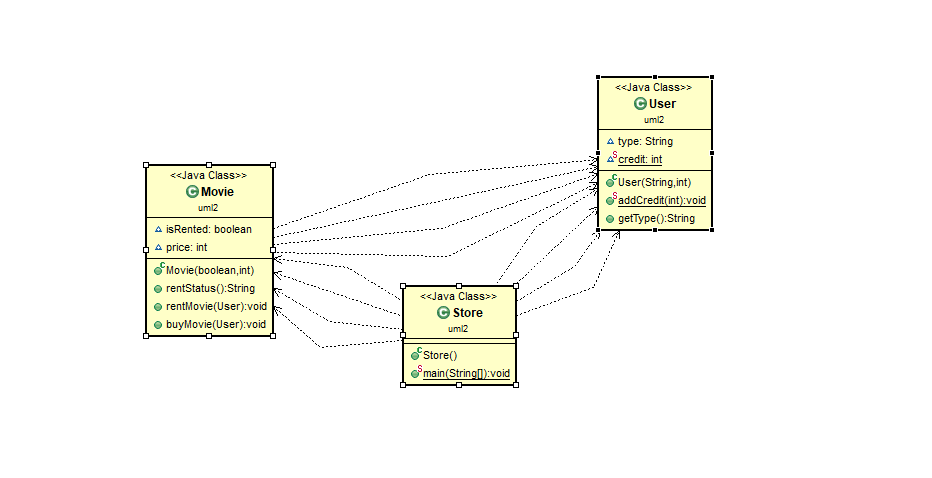 <<Java Class>>
User
uml2
type: String
credit: int
User(String,int)
addCredit(int):void
getType():String
<<Java Class>>
Movie
uml2
isRented: boolean
price: int
Movie(boolean,int)
rentStatus():String
rentMovie(User):void
buyMovie(User):void
<<Java Class>>
Store
uml2
Store()
main(String[]):void